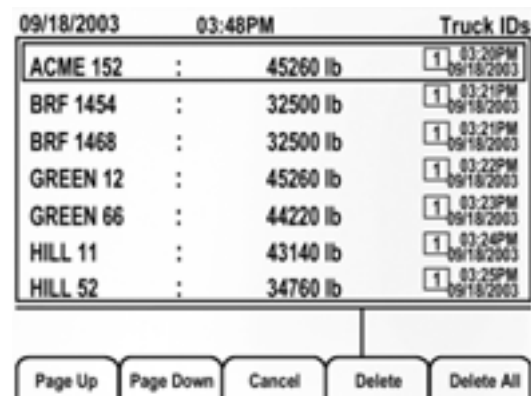 09/18/2003 03:48PM Truck IDs
ACME 152 : 45260 lb 1 03:20PM 09/18/2003
BRF 1454 : 32500 lb 1 03:21PM 09/18/2003
BRF 1468 : 32500 lb 1 03:21PM 09/18/2003
GREEN 12 : 45260 lb 1 03:22PM 09/18/2003
GREEN 66 : 44220 lb 1 03:23PM 09/18/2003
HILL 11 : 43140 lb 1 03:24PM 09/18/2003
HILL 52 : 34760 lb 1 03:25PM 09/18/2003
Page Up Page Down Cancel Delete Delete All